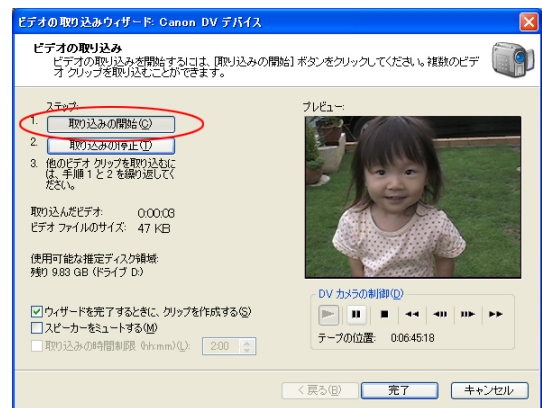 ビデオの取り込みウィザード: Canon DV デバイス
ビデオの取り込み
ビデオの取り込みを開始するには、[取り込みの開始] ボタンをクリックしてください。複数のビデ
オ クリップを取り込むことができます。
ステップ:
1. 取り込みの開始(C)
2. 取り込みの停止(T)
3. 他のビデオ クリップを取り込むに
は、手順 1 と 2 を繰り返してく
ださい。
取り込んだビデオ: 0:00:03
ビデオ ファイルのサイズ: 47 KB
使用可能な推定ディスク領域:
残り 9.83 GB (ドライブ D:)
ウィザードを完了するときに、クリップを作成する(S)
スピーカーをミュートする(M)
取り込みの時間制限 (hh:mm)(L): 2:00
プレビュー:
DV カメラの制御(D)
テープの位置: 0:06:45:18
< 戻る(B)
完了
キャンセル